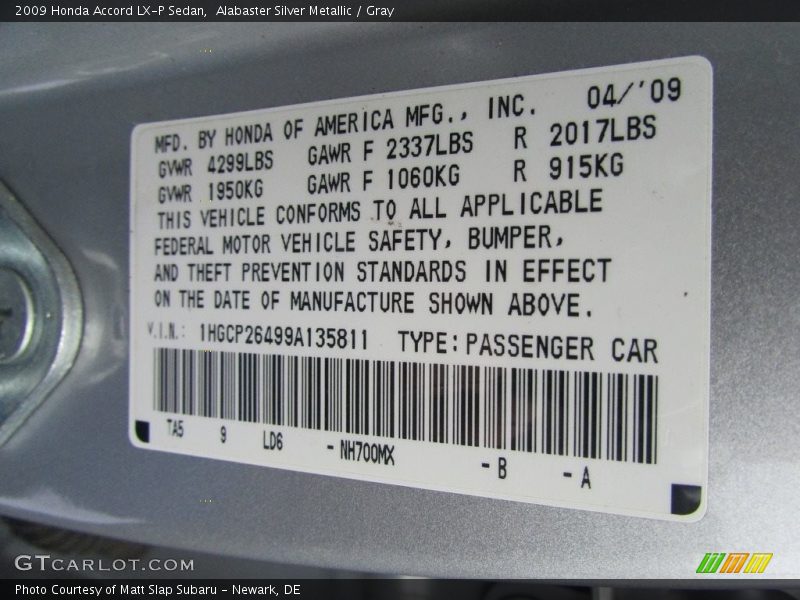 2009 Honda Accord LX-P Sedan,  Alabaster Silver Metallic / Gray
MFD. BY HONDA OF AMERICA MFG., INC. 04/'09
GVWR 4299LBS GAWR F 2337LBS R 2017LBS
GVWR 1950KG GAWR F 1060KG R 915KG
THIS VEHICLE CONFORMS TO ALL APPLICABLE
FEDERAL MOTOR VEHICLE SAFETY, BUMPER,
AND THEFT PREVENTION STANDARDS IN EFFECT
ON THE DATE OF MANUFACTURE SHOWN ABOVE.
V.I.N.: 1HGCP26499A135811 TYPE: PASSENGER CAR
TA5 9 LD6 - NH700MX - B - A
GTCARLOT.COM
Photo Courtesy of Matt Slap Subaru - Newark, DE